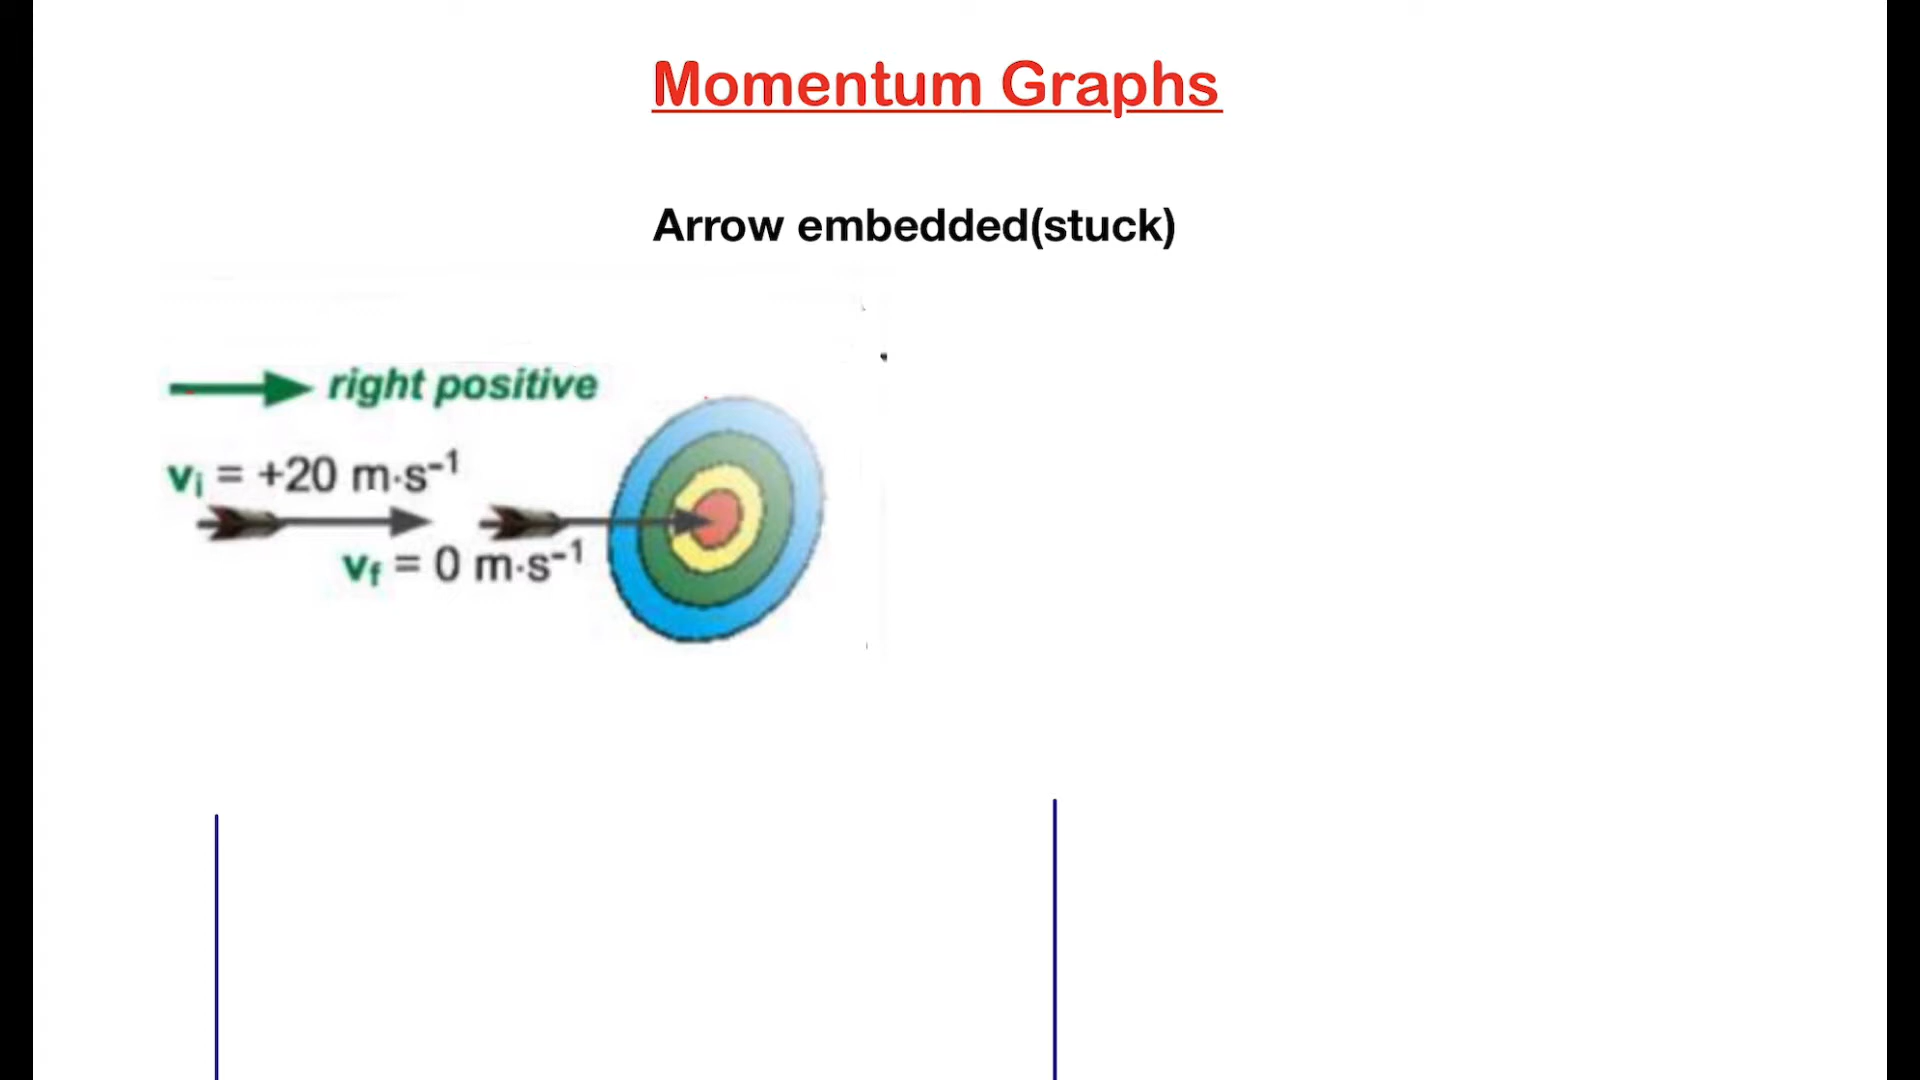 Momentum Graphs
Arrow embedded(stuck)
right positive
vi = +20 m·s⁻¹
vf = 0 m·s⁻¹